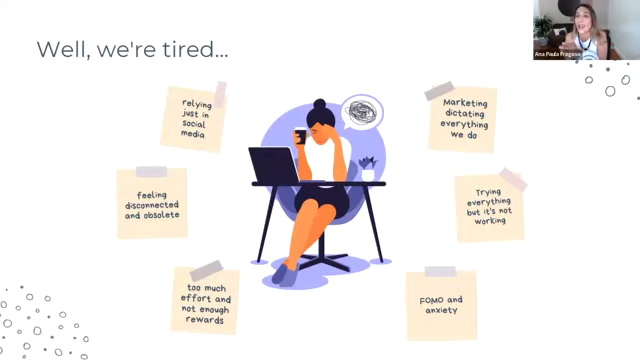 Well, we're tired...
Ana Paula Fragoso
relying
just in
social
media
feeling
disconnected
and obsolete
too much
effort and
not enough
rewards
Marketing
dictating
everything
we do
Trying
everything
but it's not
working
FOMO and
anxiety